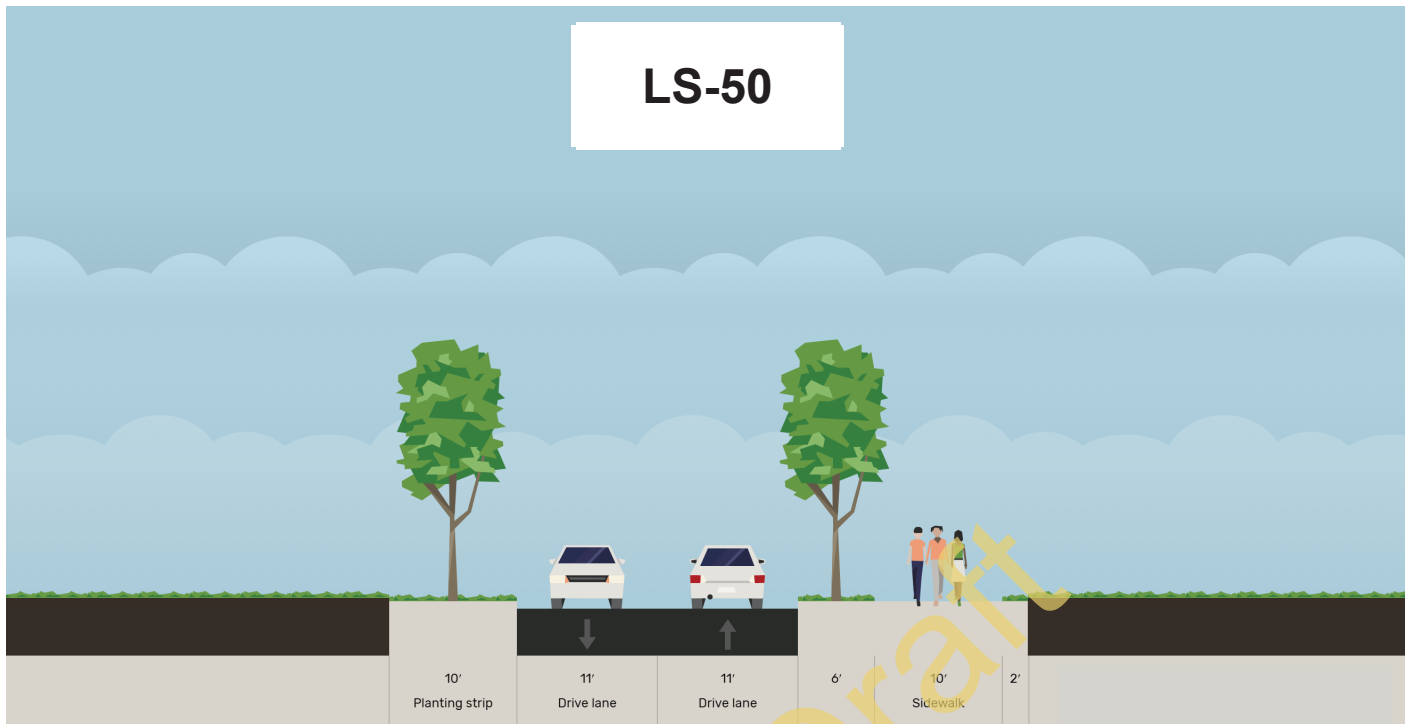 LS-50
10′ 11′ 11′ 6′ 10′ 2′
Planting strip Drive lane Drive lane Sidewalk
Draft